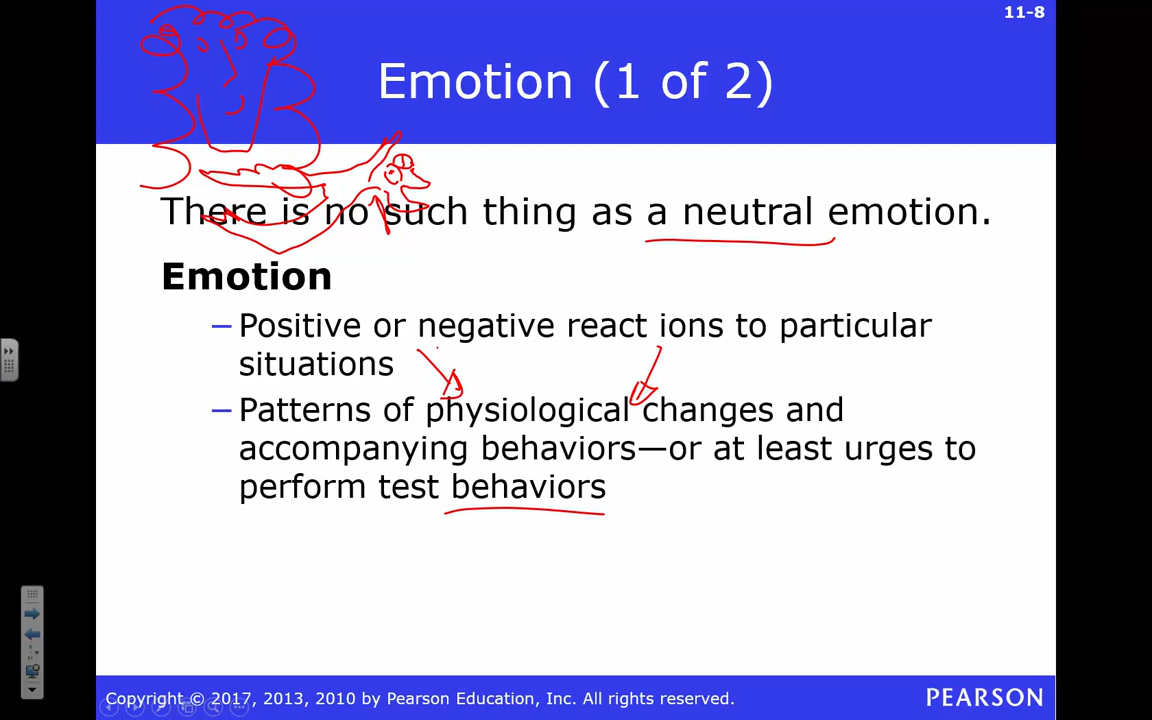 11-8
Emotion (1 of 2)
There is no such thing as a neutral emotion.
Emotion
– Positive or negative react ions to particular
situations
– Patterns of physiological changes and
accompanying behaviors—or at least urges to
perform test behaviors
Copyright © 2017, 2013, 2010 by Pearson Education, Inc. All rights reserved.
PEARSON